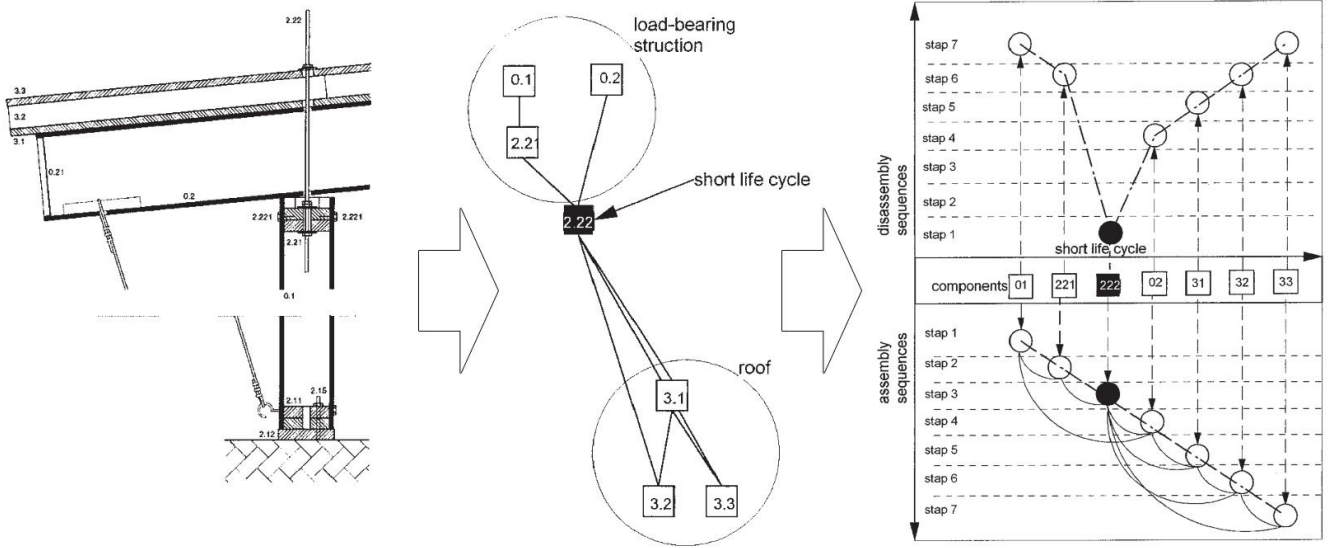 2.22
3.3
3.2
3.1
0.21
0.2
2.221
2.221
2.21
0.1
2.15
2.11
2.12
load-bearing
struction
0.1
0.2
2.21
short life cycle
2.22
roof
3.1
3.2
3.3
disassembly
sequences
stap 7
stap 6
stap 5
stap 4
stap 3
stap 2
stap 1
short life cycle
components
01
221
222
02
31
32
33
assembly
sequences
stap 1
stap 2
stap 3
stap 4
stap 5
stap 6
stap 7